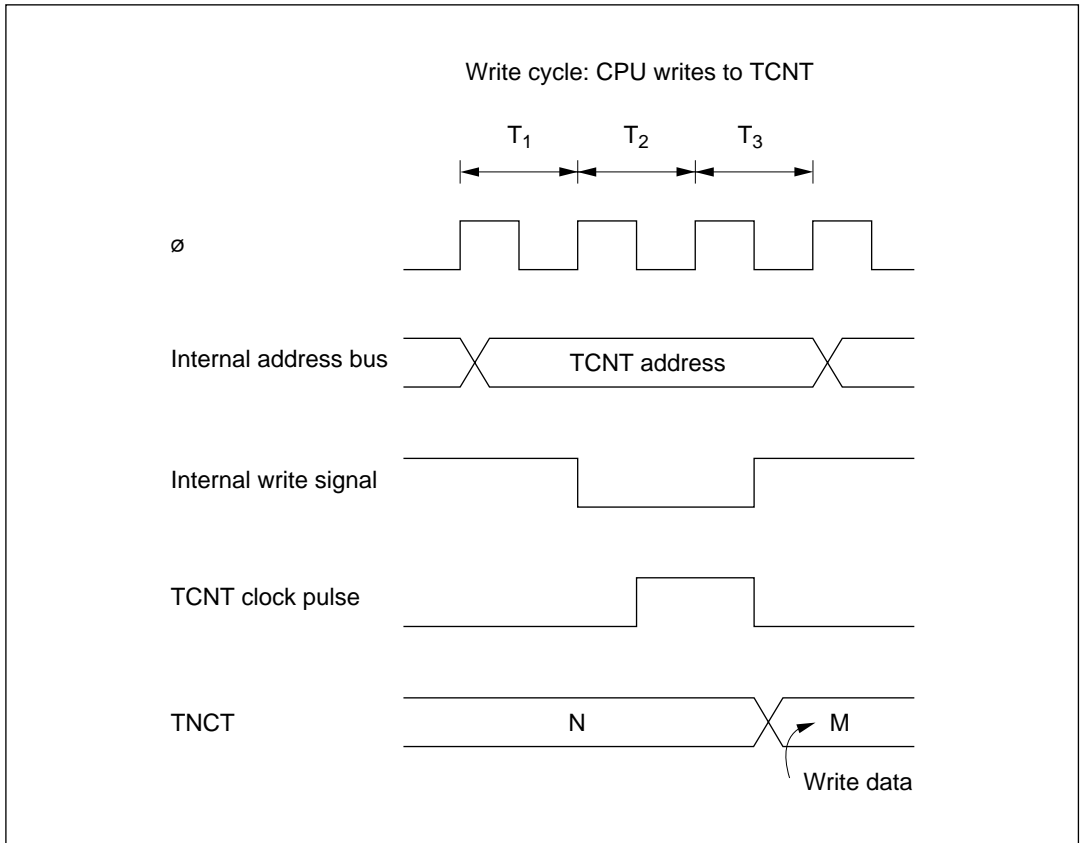 Write cycle: CPU writes to TCNT
T1 T2 T3
ø
Internal address bus TCNT address
Internal write signal
TCNT clock pulse
TNCT N M
Write data